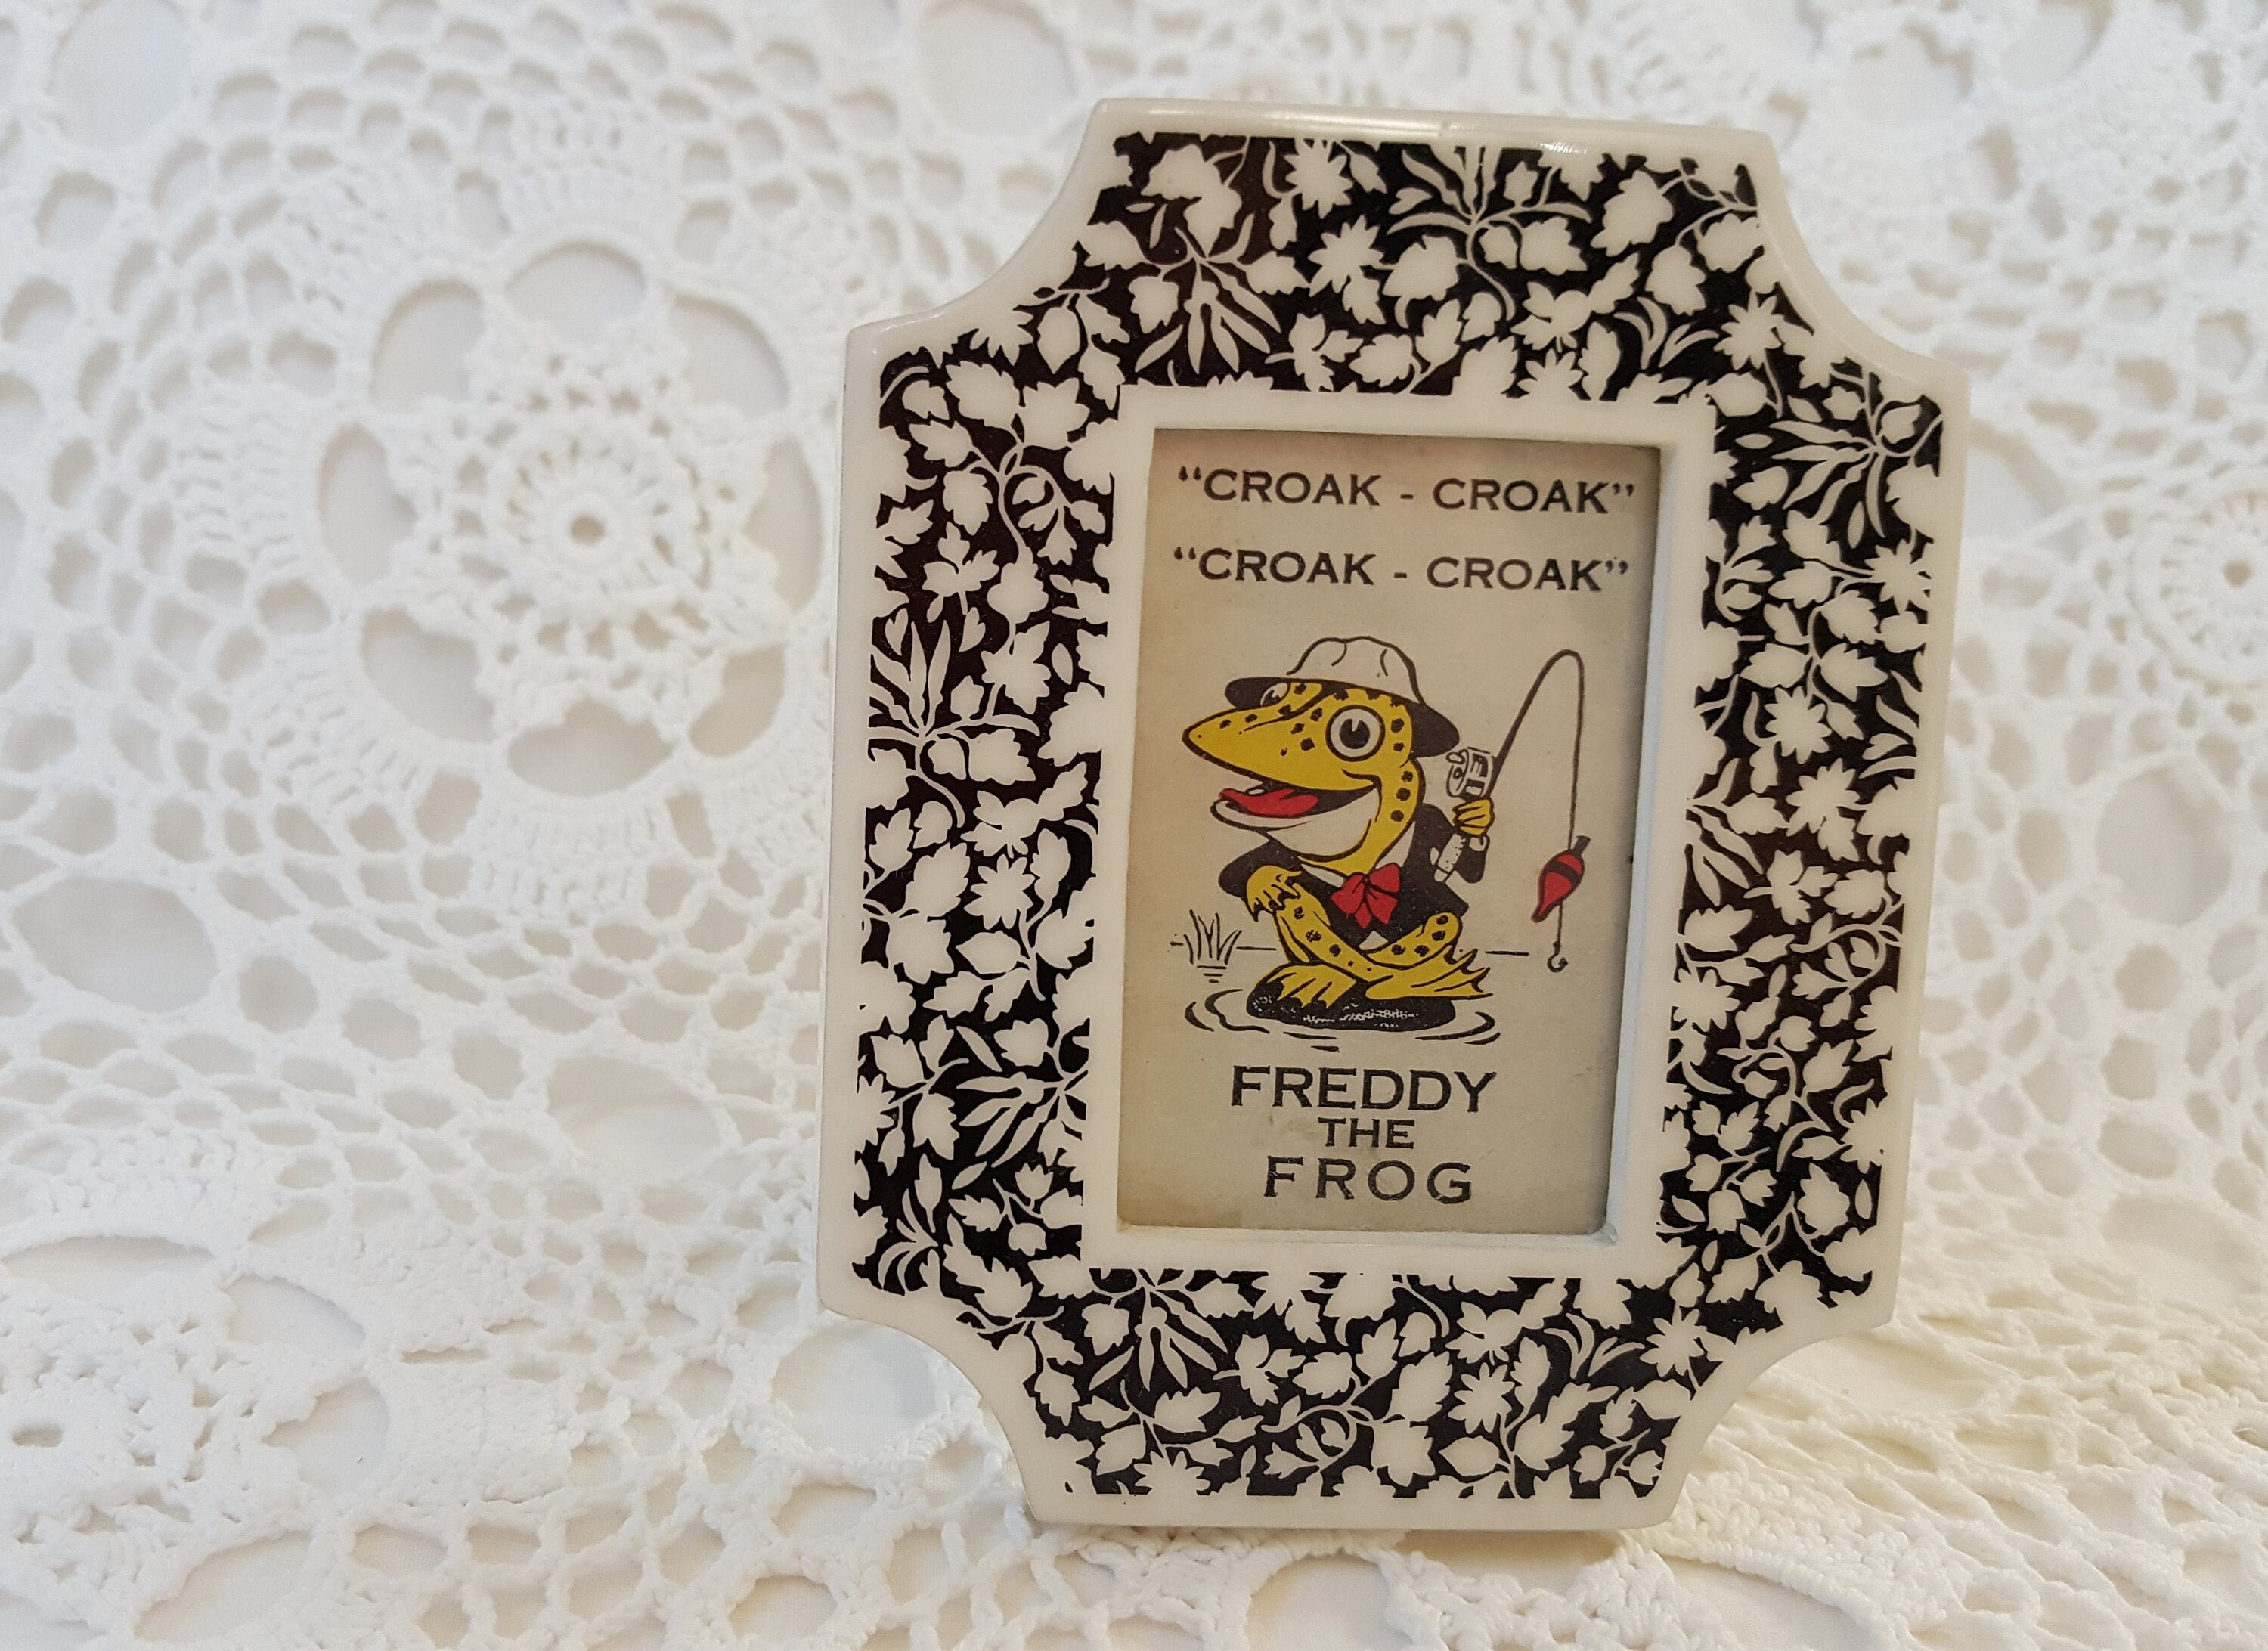 “CROAK - CROAK”
“CROAK - CROAK”
FREDDY
THE
FROG